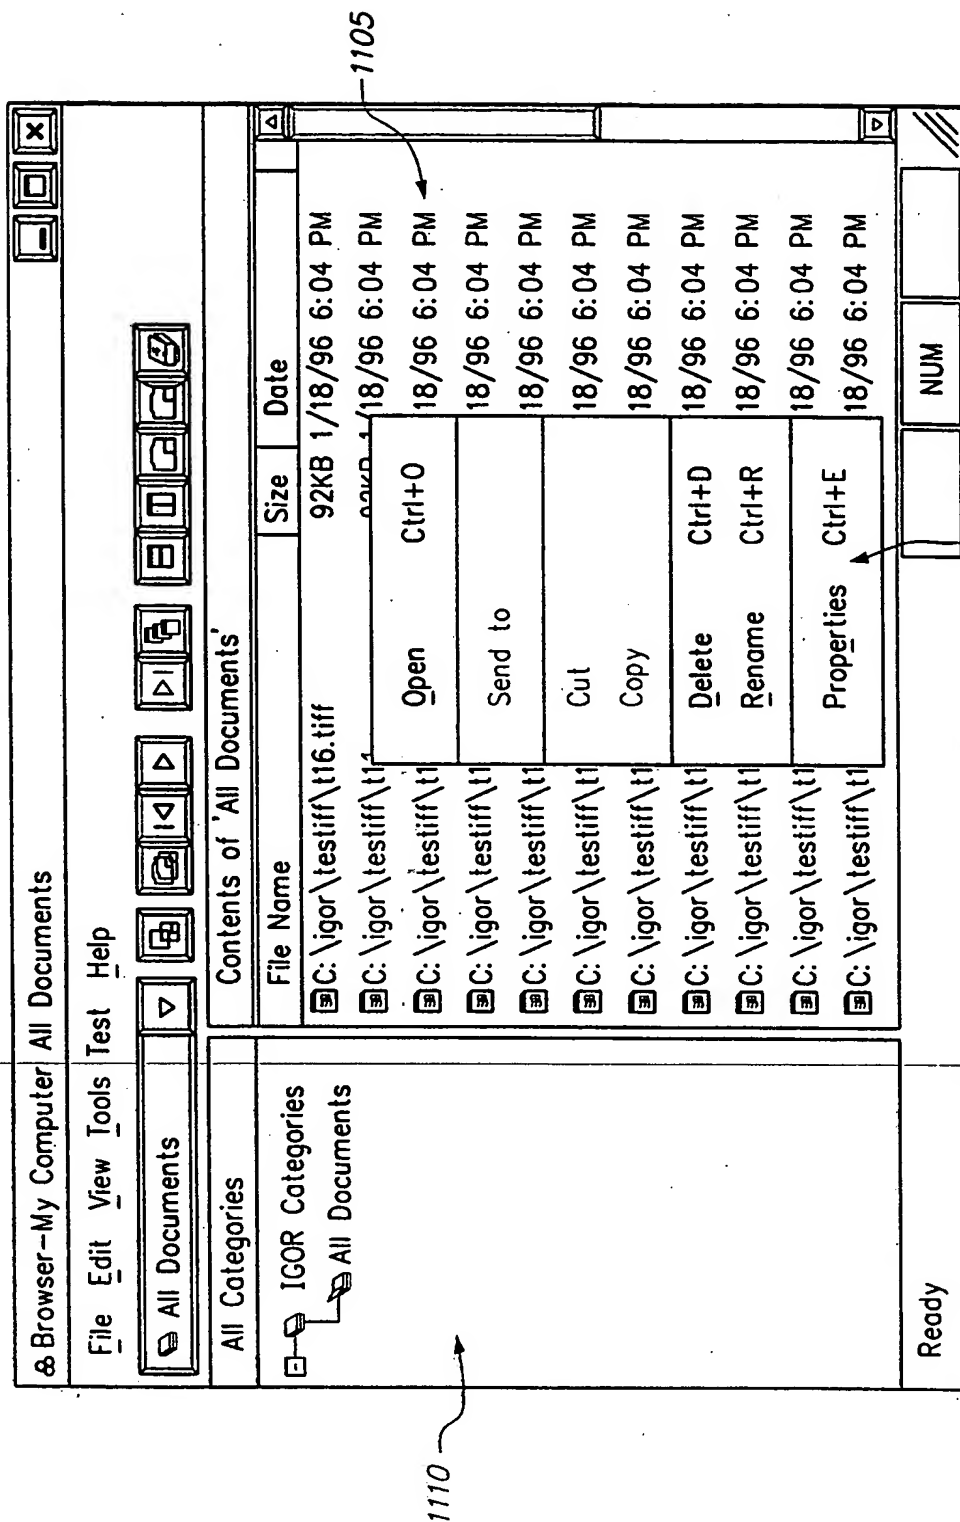 Browser-My Computer All Documents
File Edit View Tools Test Help
All Documents
All Categories
Contents of 'All Documents'
IGOR Categories
All Documents
File Name Size Date
C: \igor\testiff\t16.tiff 92KB 1/18/96 6:04 PM
C: \igor\testiff\t1 92KB 1/18/96 6:04 PM
C: \igor\testiff\t1 18/96 6:04 PM
C: \igor\testiff\t1 18/96 6:04 PM
C: \igor\testiff\t1 18/96 6:04 PM
C: \igor\testiff\t1 18/96 6:04 PM
C: \igor\testiff\t1 18/96 6:04 PM
C: \igor\testiff\t1 18/96 6:04 PM
C: \igor\testiff\t1 18/96 6:04 PM
C: \igor\testiff\t1 18/96 6:04 PM
C: \igor\testiff\t1 18/96 6:04 PM
Open Ctrl+O
Send to
Cut
Copy
Delete Ctrl+D
Rename Ctrl+R
Properties Ctrl+E
Ready
NUM
1105
1110